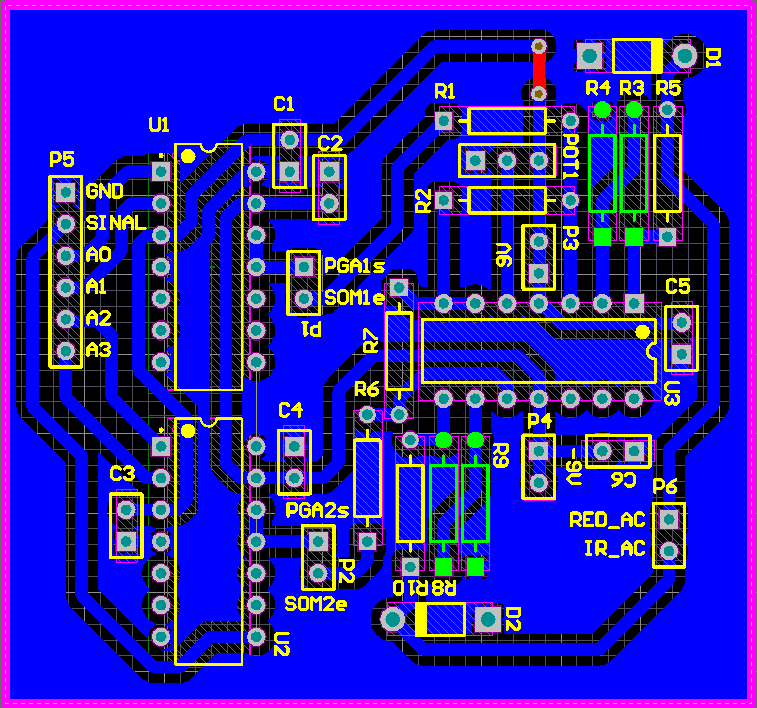 D1
R4
R3
R5
R1
C1
U1
C2
P5
POT1
GND
R2
SINAL
P3
9V
A0
PGA1s
A1
SOM1e
C5
A2
P1
R7
A3
R6
U3
C4
P4
R9
-9V
C6
C3
P6
PGA2s
RED_AC
IR_AC
P2
R10
R8
SOM2e
D2
U2